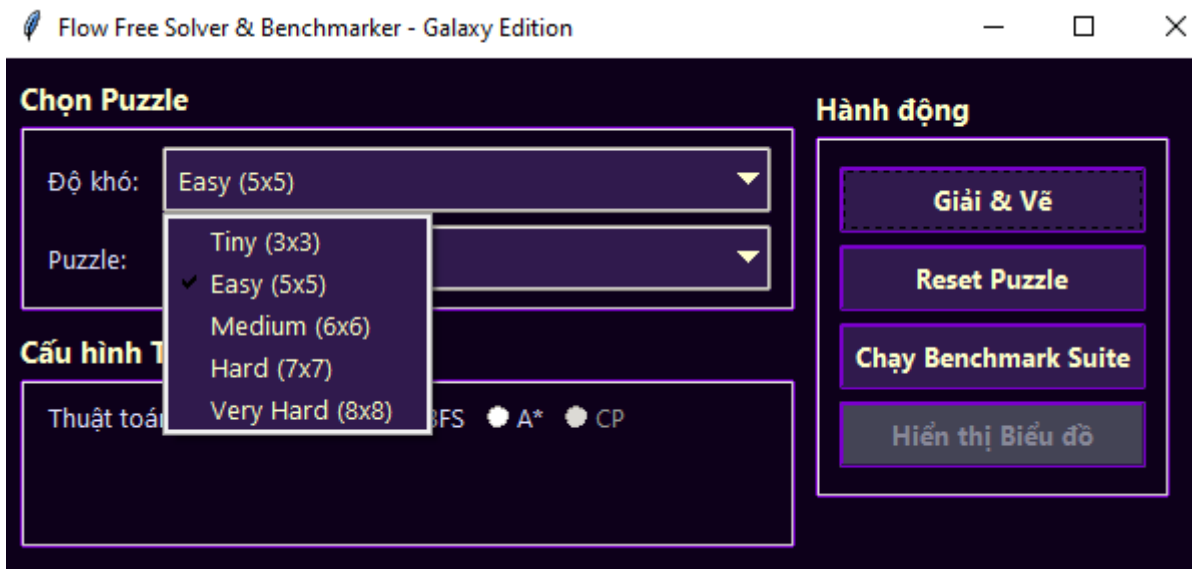 Flow Free Solver & Benchmarker - Galaxy Edition
Chọn Puzzle
Độ khó: Easy (5x5)
Puzzle:
Tiny (3x3)
Easy (5x5)
Medium (6x6)
Hard (7x7)
Very Hard (8x8)
Cấu hình
Thuật A* CP
Hành động
Giải & Vẽ
Reset Puzzle
Chạy Benchmark Suite
Hiển thị Biểu đồ